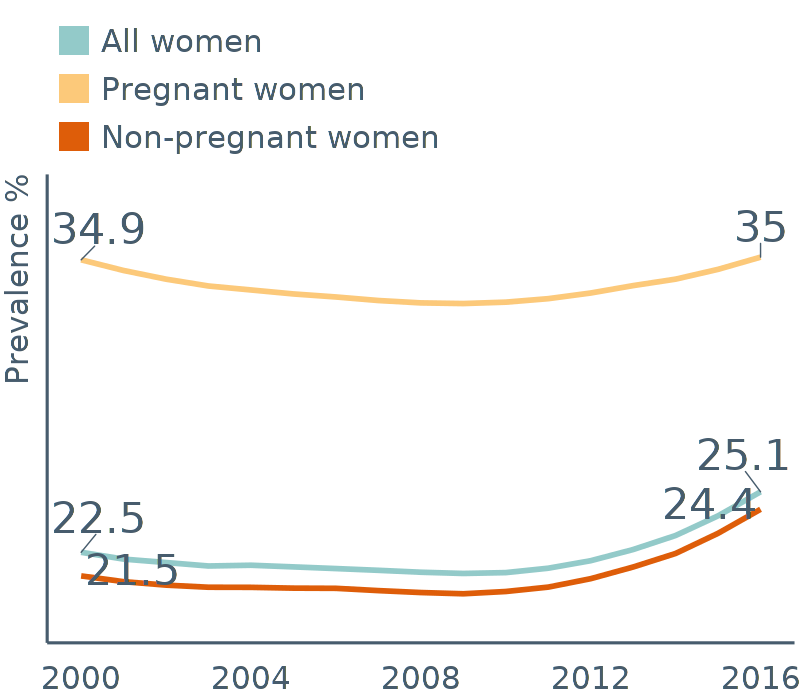 All women
Pregnant women
Non-pregnant women
Prevalence %
34.9
35
25.1
24.4
22.5
21.5
2000 2004 2008 2012 2016